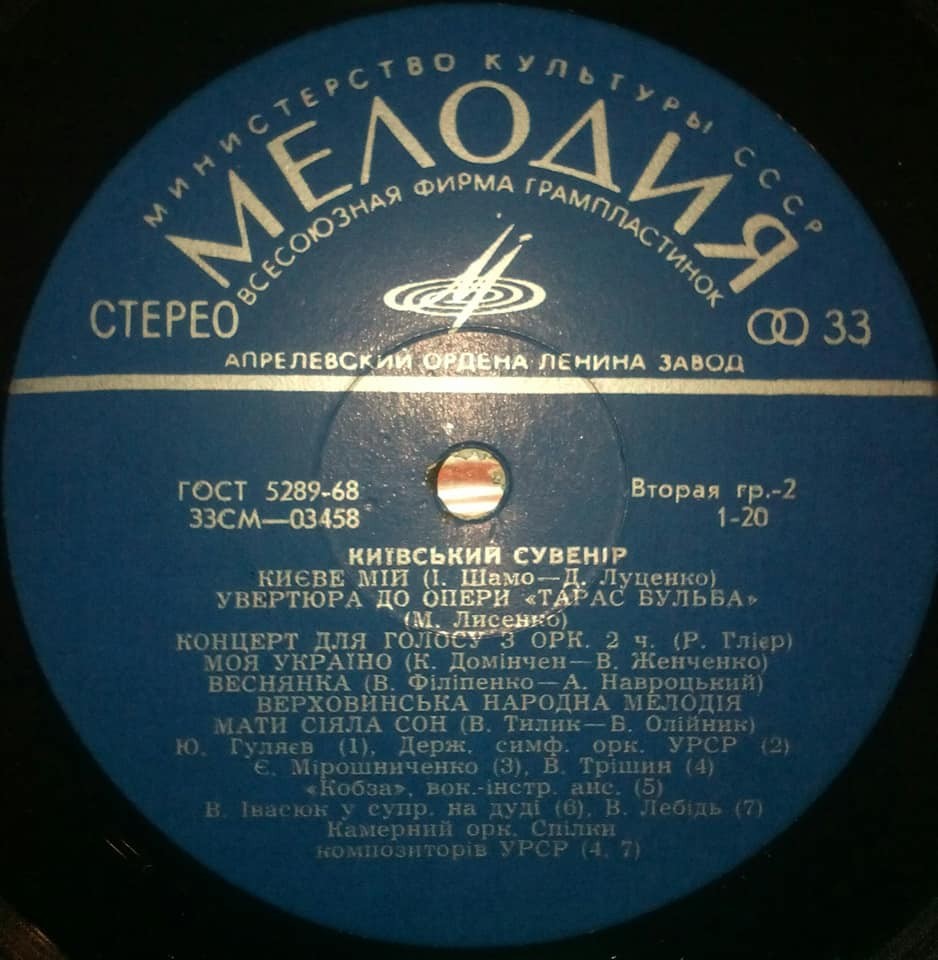 МИНИСТЕРСТВО КУЛЬТУРЫ СССР
МЕЛОДИЯ
ВСЕСОЮЗНАЯ ФИРМА ГРАМПЛАСТИНОК
СТЕРЕО
33
АПРЕЛЕВСКИЙ ОРДЕНА ЛЕНИНА ЗАВОД
ГОСТ 5289-68
Вторая гр.-2
33СМ—03458
1-20
КИЇВСЬКИЙ СУВЕНІР
КИЄВЕ МІЙ (І. Шамо—Д. Луценко)
УВЕРТЮРА ДО ОПЕРИ «ТАРАС БУЛЬБА»
(М. Лисенко)
КОНЦЕРТ ДЛЯ ГОЛОСУ З ОРК. 2 ч. (Р. Глієр)
МОЯ УКРАЇНО (К. Домінчен—В. Женченко)
ВЕСНЯНКА (В. Філіпенко—А. Навроцький)
ВЕРХОВИНСЬКА НАРОДНА МЕЛОДІЯ
МАТИ СІЯЛА СОН (В. Тилик—Б. Олійник)
Ю. Гуляєв (1), Держ. симф. орк. УРСР (2)
Є. Мірошниченко (3), В. Трішин (4)
«Кобза», вок.-інстр. анс. (5)
В. Івасюк у супр. на дуді (6), В. Лебідь (7)
Камерний орк. Спілки
композиторів УРСР (4, 7)